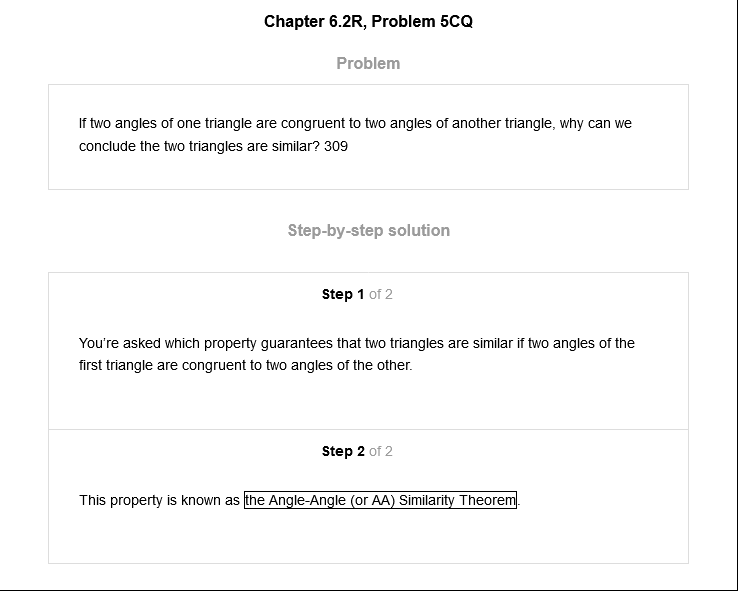 Chapter 6.2R, Problem 5CQ
Problem
If two angles of one triangle are congruent to two angles of another triangle, why can we
conclude the two triangles are similar? 309
Step-by-step solution
Step 1 of 2
You’re asked which property guarantees that two triangles are similar if two angles of the
first triangle are congruent to two angles of the other.
Step 2 of 2
This property is known as the Angle-Angle (or AA) Similarity Theorem.